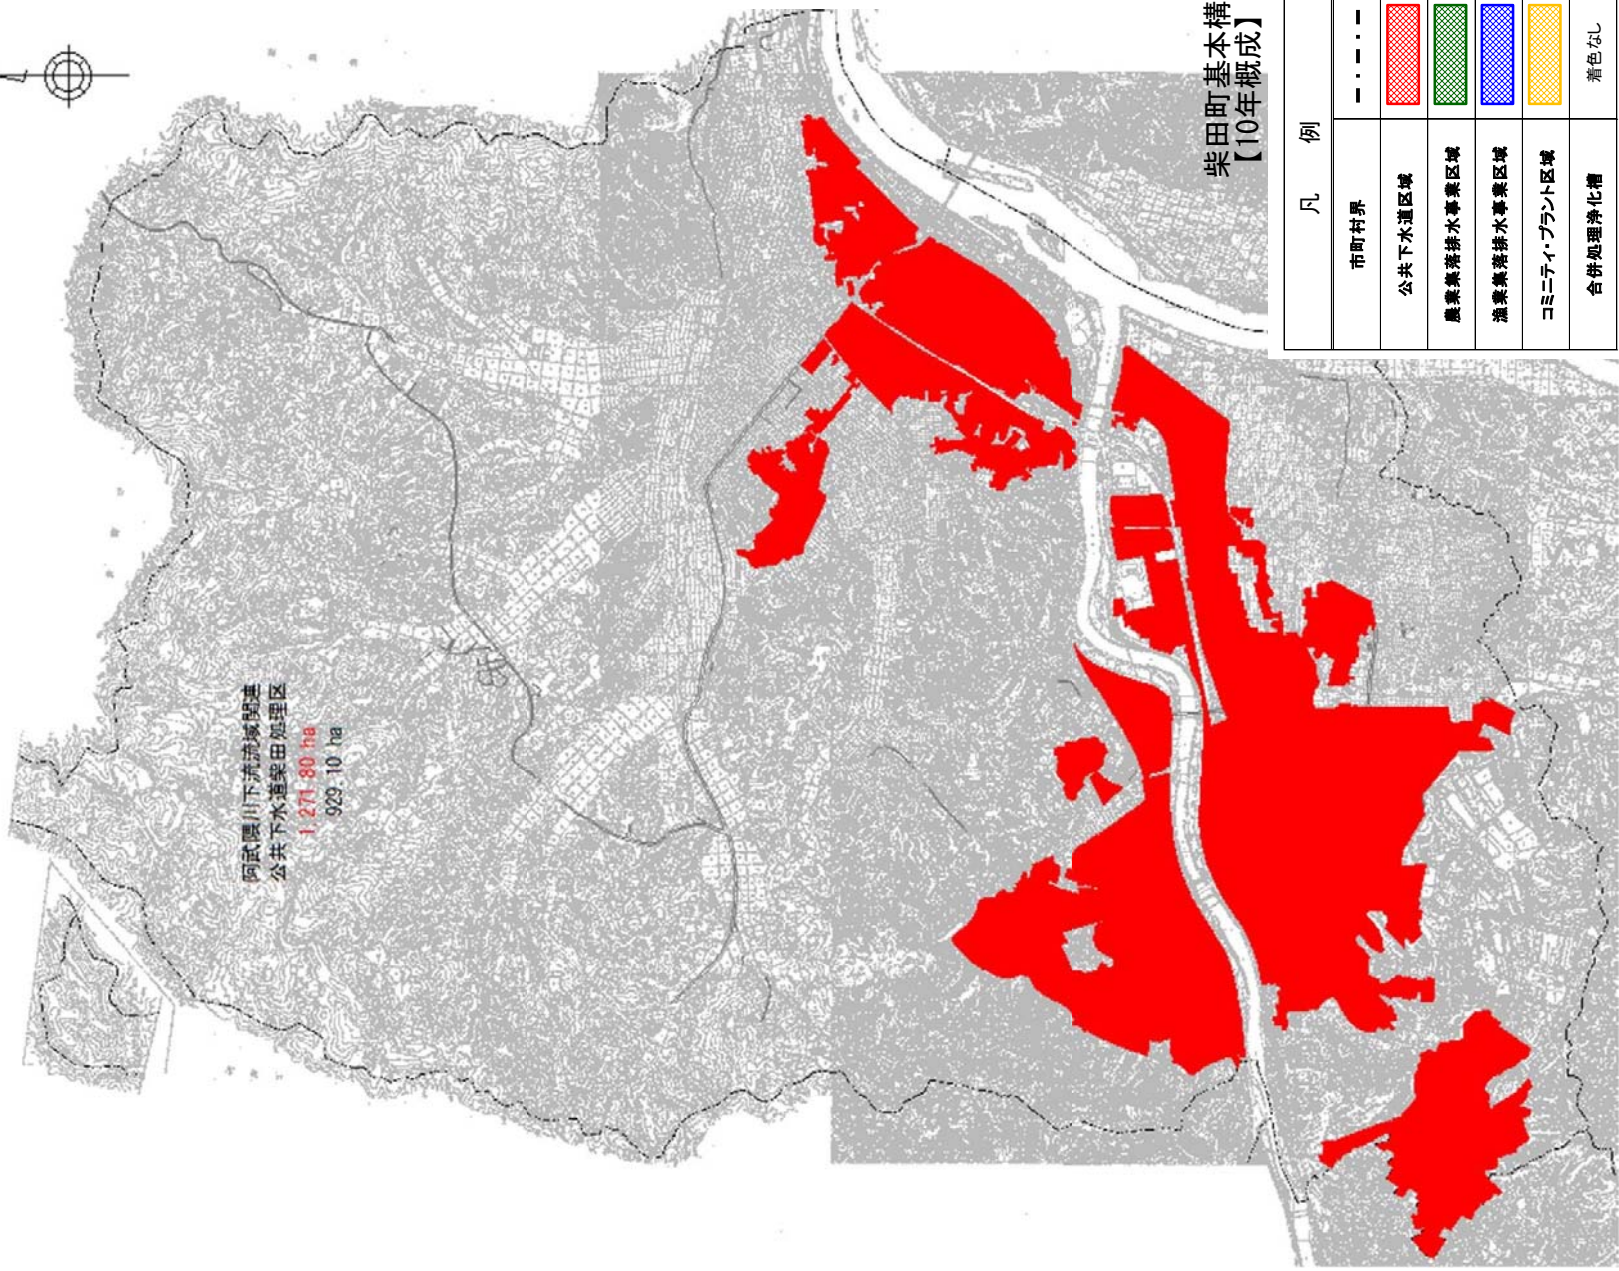 柴田町基本構
【10年概成】
凡　例
市町村界
公共下水道区域
農業集落排水事業区域
漁業集落排水事業区域
コミニティ・プラント区域
合併処理浄化槽 着色なし
阿武隈川下流流域関連
公共下水道柴田処理区
1,271.80 ha
929.10 ha